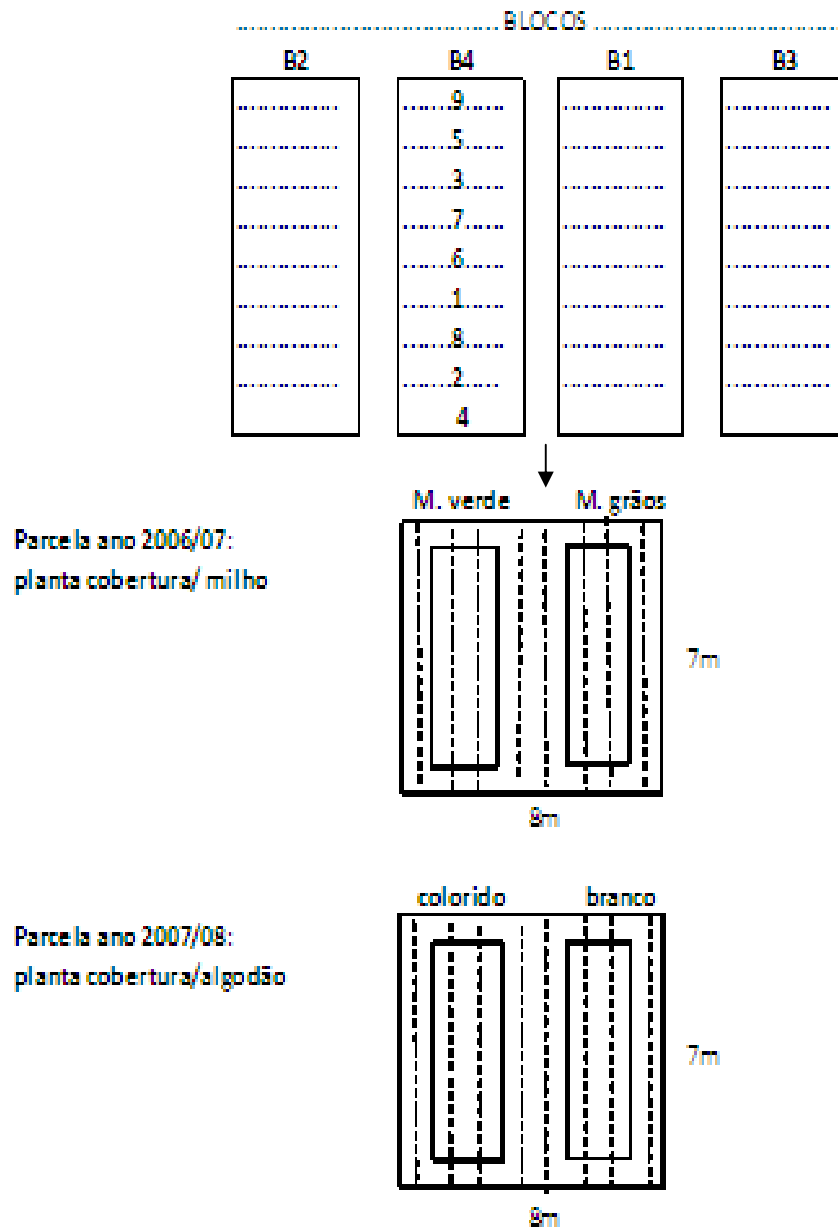 BLOCOS
B2 B4 B1 B3
9
5
3
7
6
1
8
2
4
M. verde M. grãos
Parcela ano 2006/07:
planta cobertura/ milho
7m
8m
colorido branco
Parcela ano 2007/08:
planta cobertura/algodão
7m
8m